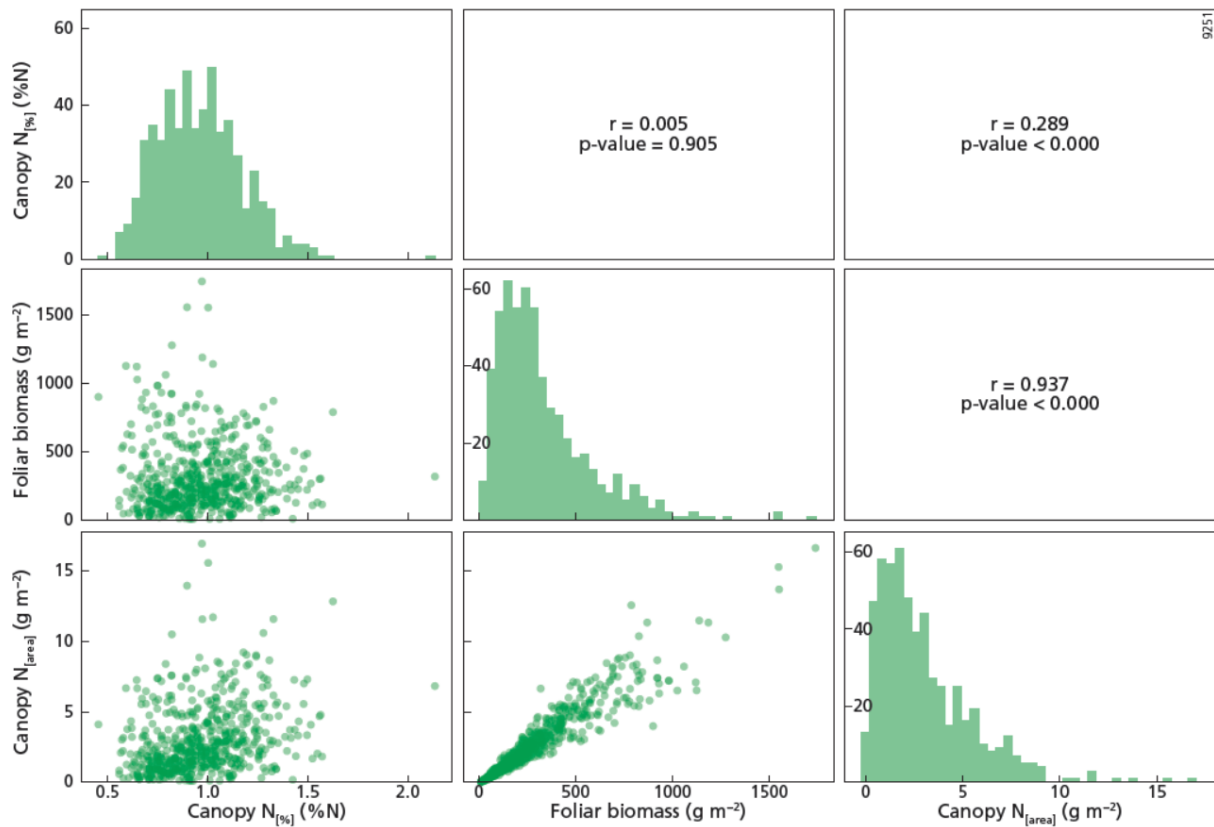 60
40
20
0
Canopy N[%] (%N)
r = 0.005
p-value = 0.905
r = 0.289
p-value < 0.000
9251
1500
1000
500
0
Foliar biomass (g m⁻²)
60
40
20
r = 0.937
p-value < 0.000
15
10
5
0
Canopy N[area] (g m⁻²)
60
40
20
0.5 1.0 1.5 2.0
0 500 1000 1500
0 5 10 15
Canopy N[%] (%N)
Foliar biomass (g m⁻²)
Canopy N[area] (g m⁻²)